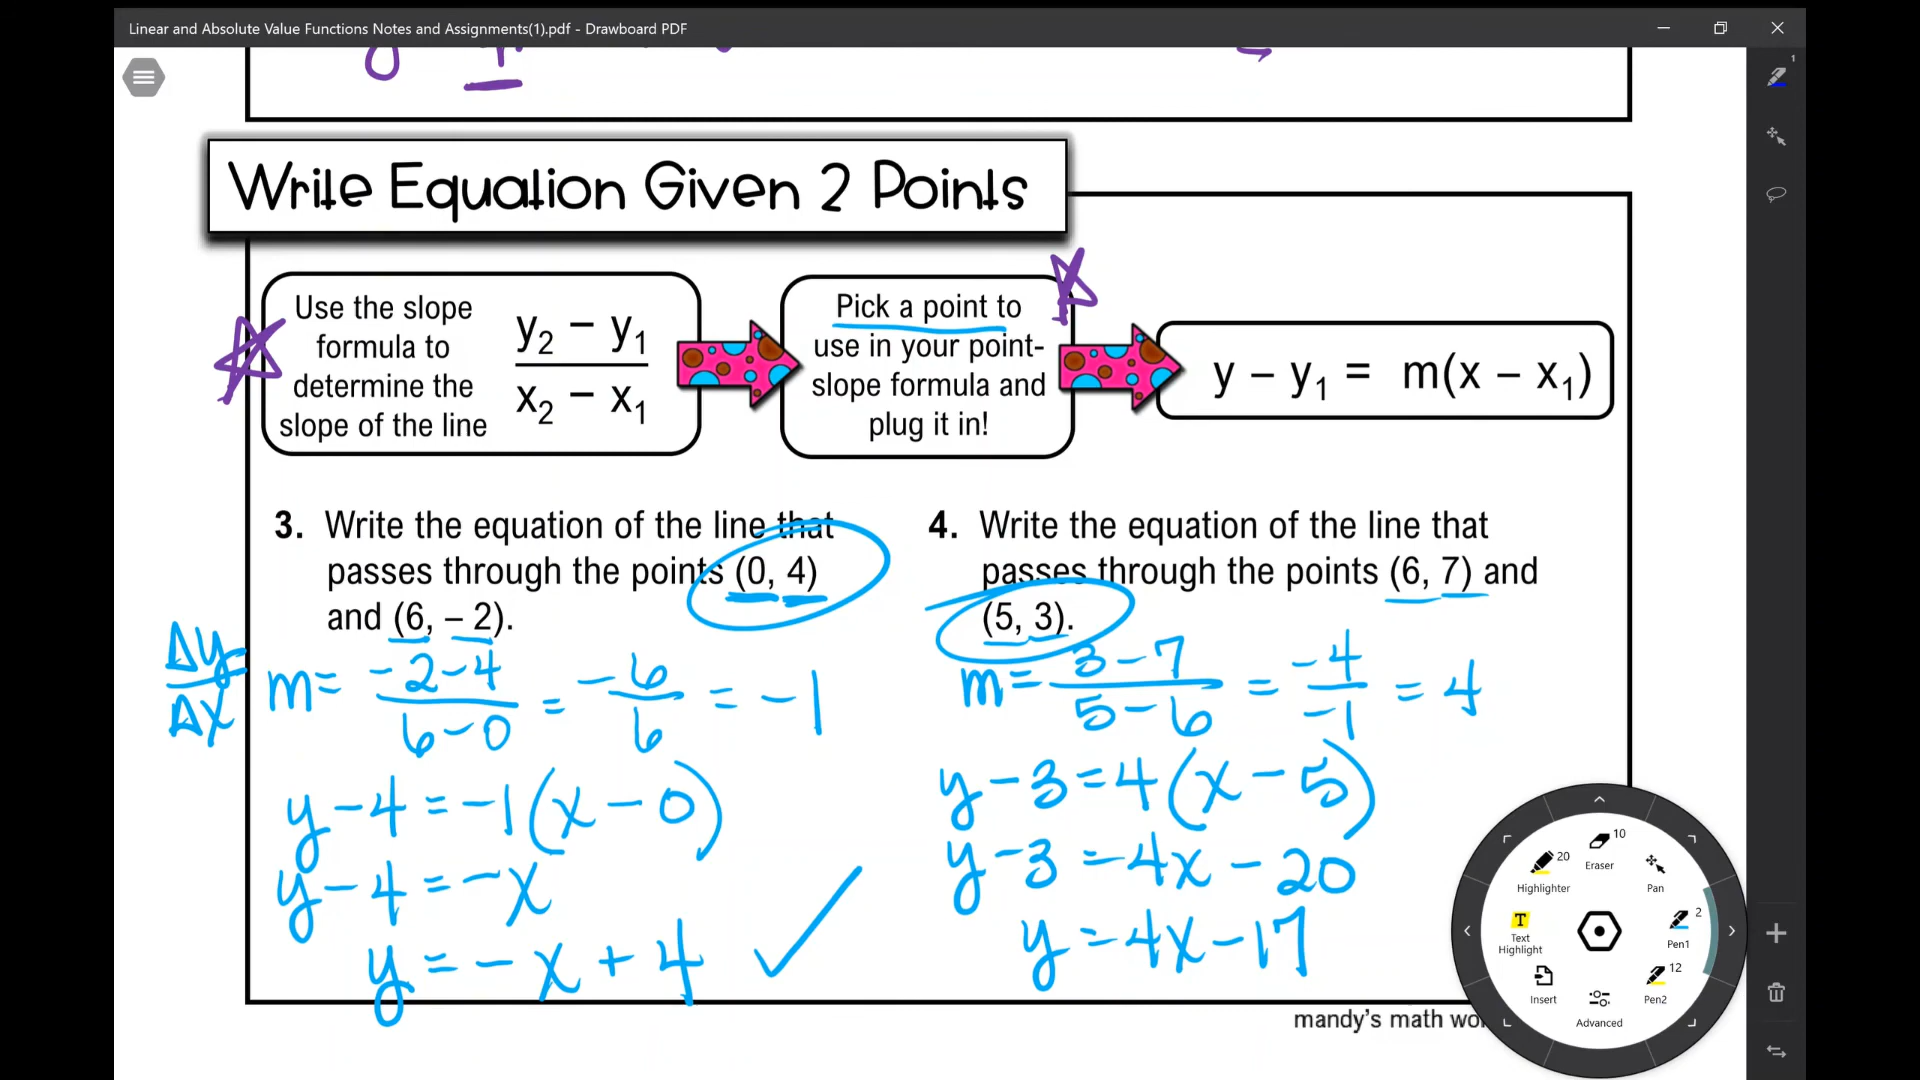 Linear and Absolute Value Functions Notes and Assignments(1).pdf - Drawboard PDF
Write Equation Given 2 Points
Use the slope
formula to
determine the
slope of the line
y₂ − y₁
x₂ − x₁
Pick a point to
use in your point-
slope formula and
plug it in!
y − y₁ = m(x − x₁)
3. Write the equation of the line that
passes through the points (0, 4)
and (6, − 2).
Δy
Δx
m= -2-4 / 6-0 = -6/6 = -1
y-4=-1(x-0)
y-4=-x
y=-x+4
4. Write the equation of the line that
passes through the points (6, 7) and
(5, 3).
m= 3-7 / 5-6 = -4/-1 = 4
y-3=4(x-5)
y-3=4x-20
y=4x-17
mandy's math wo
1
10
Eraser
20
Highlighter
Pan
T
Text
Highlight
2
Pen1
Insert
12
Pen2
Advanced